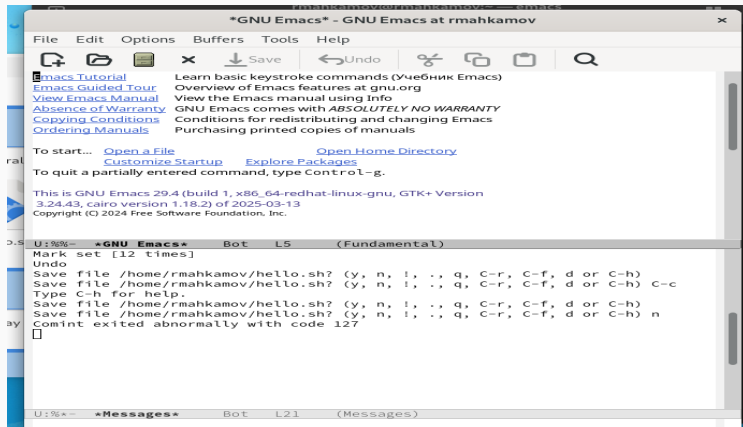 rmahkamov@rmahkamov:~ — emacs
*GNU Emacs* - GNU Emacs at rmahkamov
File Edit Options Buffers Tools Help
Save Undo
Emacs Tutorial Learn basic keystroke commands (Учебник Emacs)
Emacs Guided Tour Overview of Emacs features at gnu.org
View Emacs Manual View the Emacs manual using Info
Absence of Warranty GNU Emacs comes with ABSOLUTELY NO WARRANTY
Copying Conditions Conditions for redistributing and changing Emacs
Ordering Manuals Purchasing printed copies of manuals
To start... Open a File Open Home Directory
Customize Startup Explore Packages
To quit a partially entered command, type Control-g.
This is GNU Emacs 29.4 (build 1, x86_64-redhat-linux-gnu, GTK+ Version
3.24.43, cairo version 1.18.2) of 2025-03-13
Copyright (C) 2024 Free Software Foundation, Inc.
U:%%- *GNU Emacs* Bot L5 (Fundamental)
Mark set [12 times]
Undo
Save file /home/rmahkamov/hello.sh? (y, n, !, ., q, C-r, C-f, d or C-h)
Save file /home/rmahkamov/hello.sh? (y, n, !, ., q, C-r, C-f, d or C-h) C-c
Type C-h for help.
Save file /home/rmahkamov/hello.sh? (y, n, !, ., q, C-r, C-f, d or C-h)
Save file /home/rmahkamov/hello.sh? (y, n, !, ., q, C-r, C-f, d or C-h) n
Comint exited abnormally with code 127
U:%*- *Messages* Bot L21 (Messages)